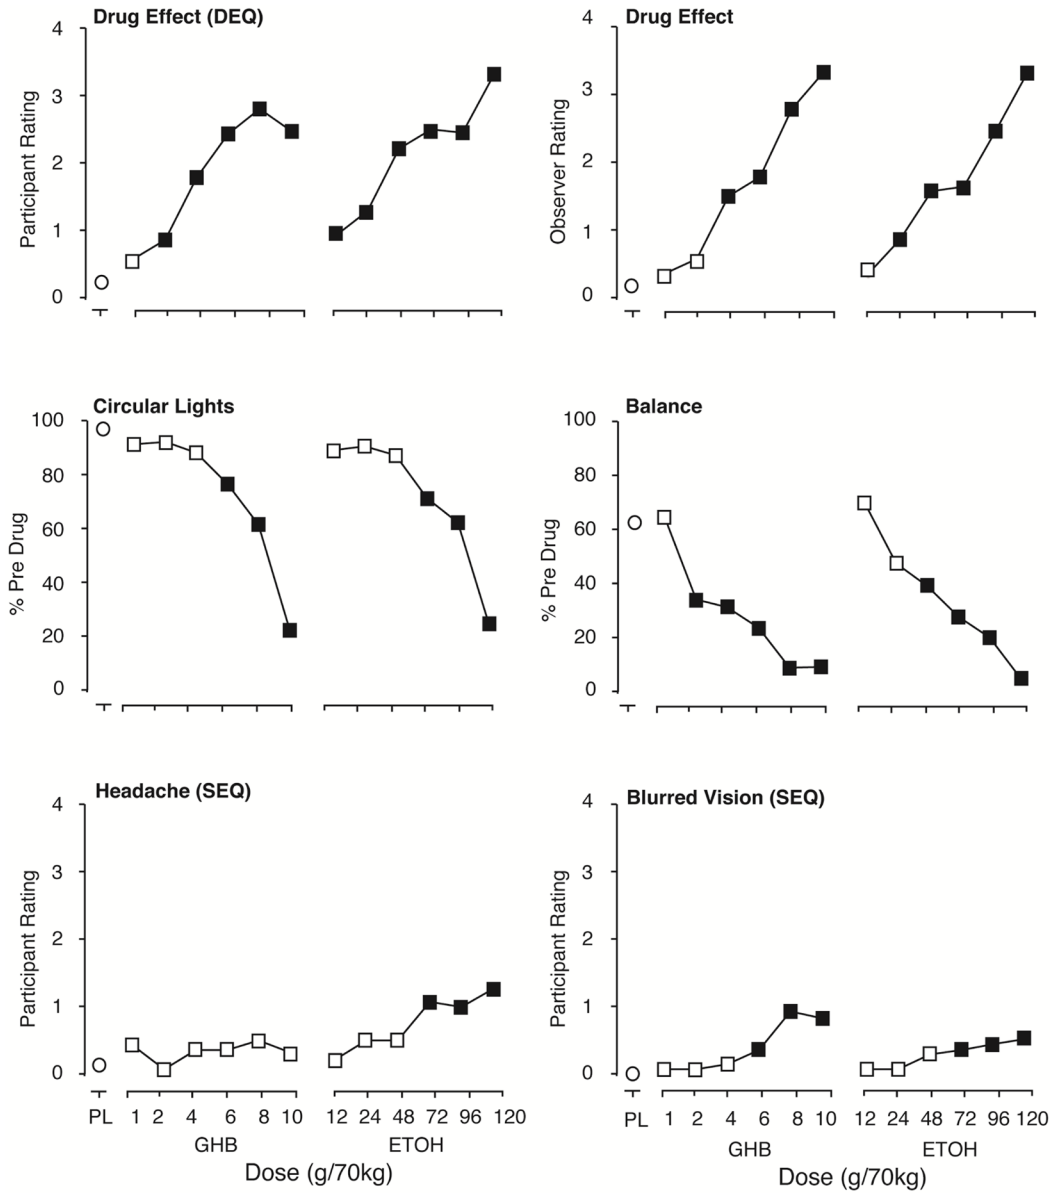 Drug Effect (DEQ)
4
3
2
1
0
Participant Rating
Drug Effect
4
3
2
1
0
Observer Rating
Circular Lights
100
80
60
40
20
0
% Pre Drug
Balance
100
80
60
40
20
0
% Pre Drug
Headache (SEQ)
4
3
2
1
0
Participant Rating
PL 1 2 4 6 8 10 12 24 48 72 96 120
GHB ETOH
Dose (g/70kg)
Blurred Vision (SEQ)
4
3
2
1
0
Participant Rating
PL 1 2 4 6 8 10 12 24 48 72 96 120
GHB ETOH
Dose (g/70kg)